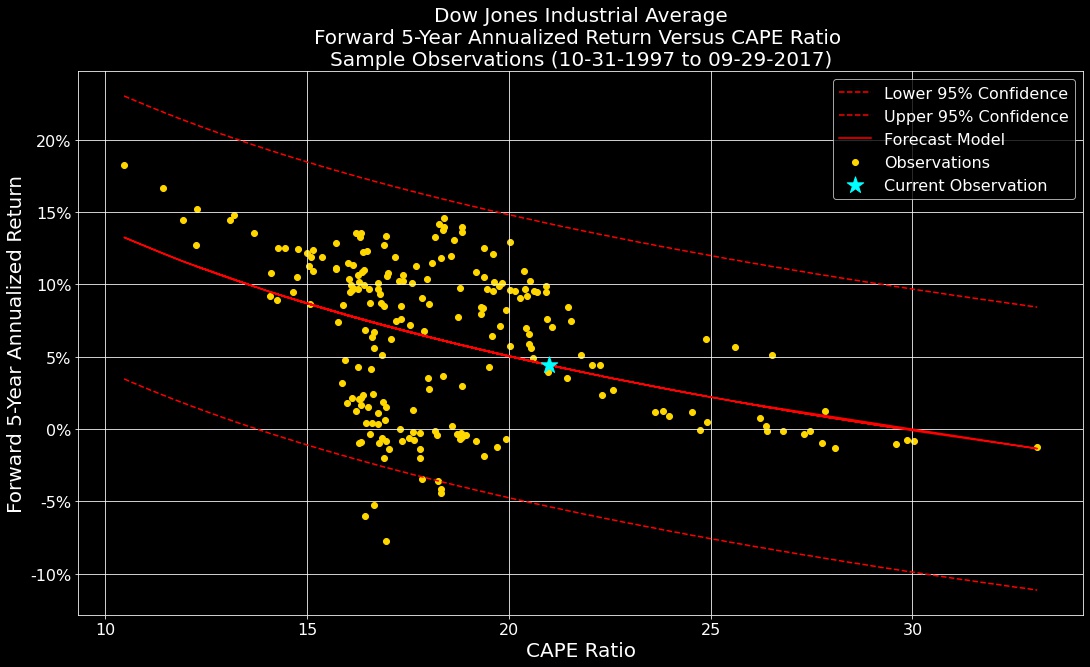 Dow Jones Industrial Average
Forward 5-Year Annualized Return Versus CAPE Ratio
Sample Observations (10-31-1997 to 09-29-2017)
Lower 95% Confidence
Upper 95% Confidence
Forecast Model
Observations
Current Observation
Forward 5-Year Annualized Return
20%
15%
10%
5%
0%
-5%
-10%
10
15
20
25
30
CAPE Ratio